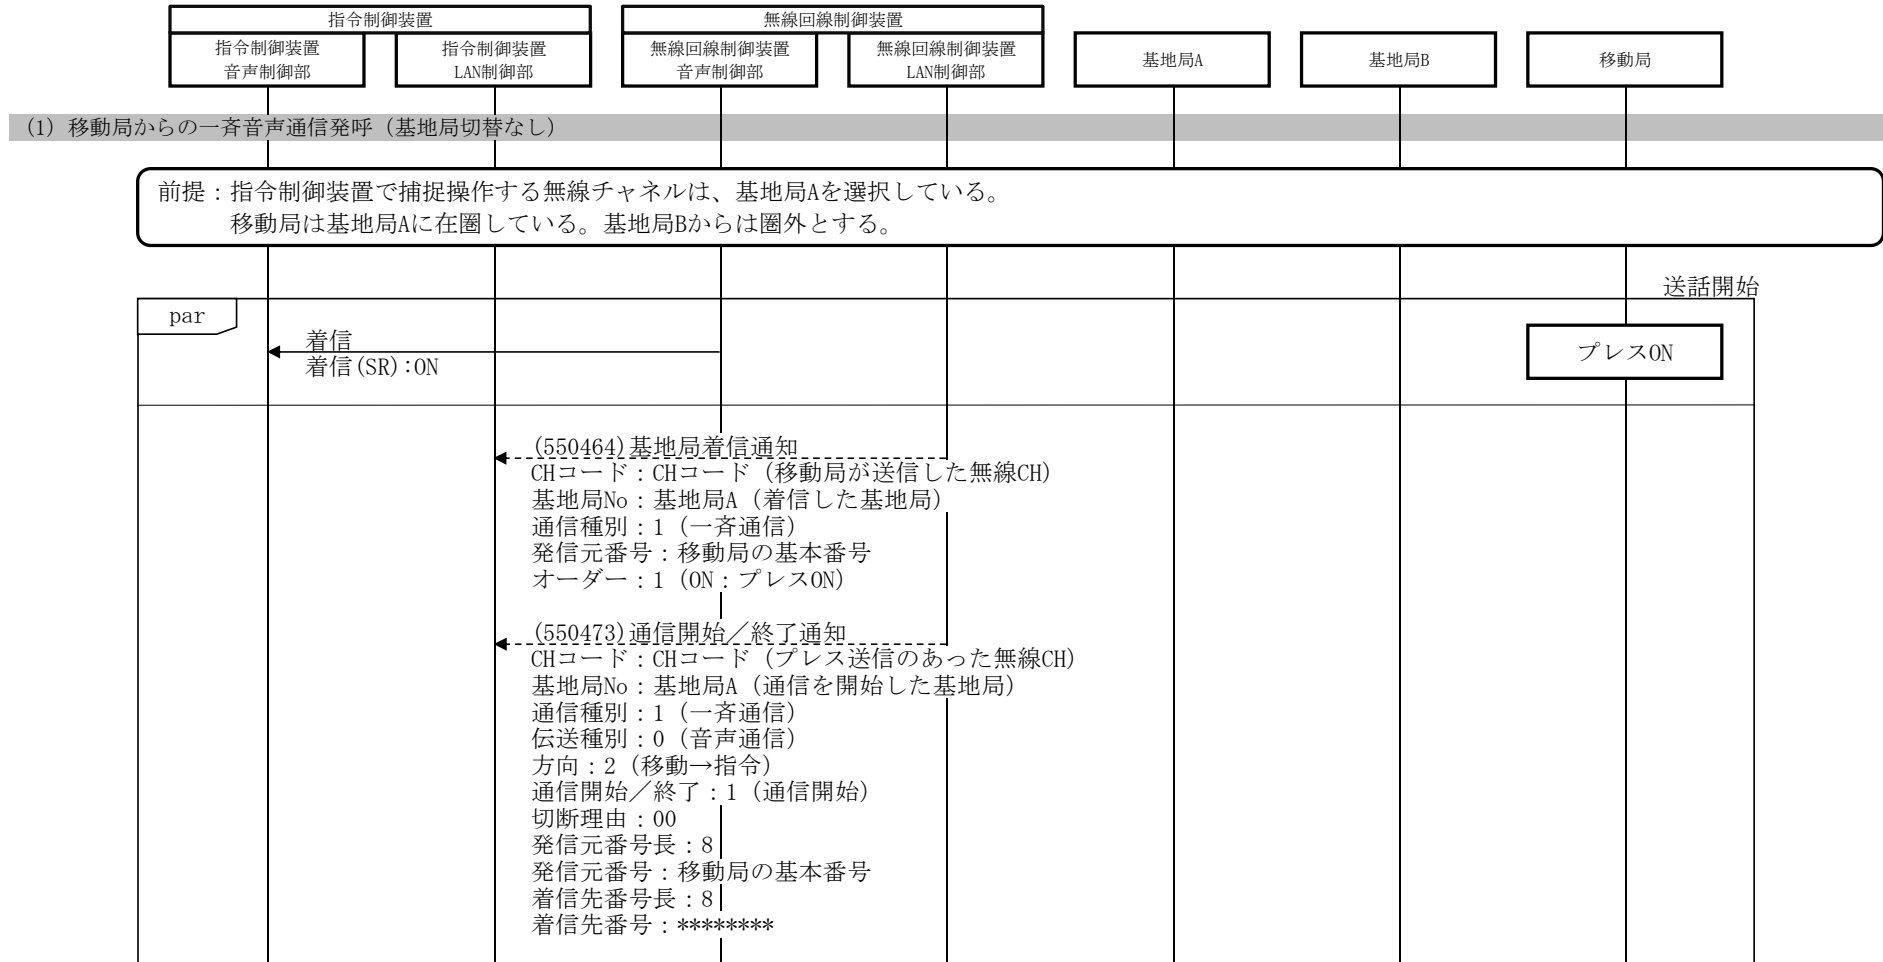 指令制御装置
無線回線制御装置
指令制御装置
音声制御部
指令制御装置
LAN制御部
無線回線制御装置
音声制御部
無線回線制御装置
LAN制御部
基地局A
基地局B
移動局
(1) 移動局からの一斉音声通信発呼（基地局切替なし）
前提：指令制御装置で捕捉操作する無線チャネルは、基地局Aを選択している。
移動局は基地局Aに在圏している。基地局Bからは圏外とする。
送話開始
par
着信
着信(SR):ON
プレスON
(550464)基地局着信通知
CHコード：CHコード（移動局が送信した無線CH）
基地局No：基地局A（着信した基地局）
通信種別：1（一斉通信）
発信元番号：移動局の基本番号
オーダー：1（ON：プレスON）
(550473)通信開始／終了通知
CHコード：CHコード（プレス送信のあった無線CH）
基地局No：基地局A（通信を開始した基地局）
通信種別：1（一斉通信）
伝送種別：0（音声通信）
方向：2（移動→指令）
通信開始／終了：1（通信開始）
切断理由：00
発信元番号長：8
発信元番号：移動局の基本番号
着信先番号長：8
着信先番号：********